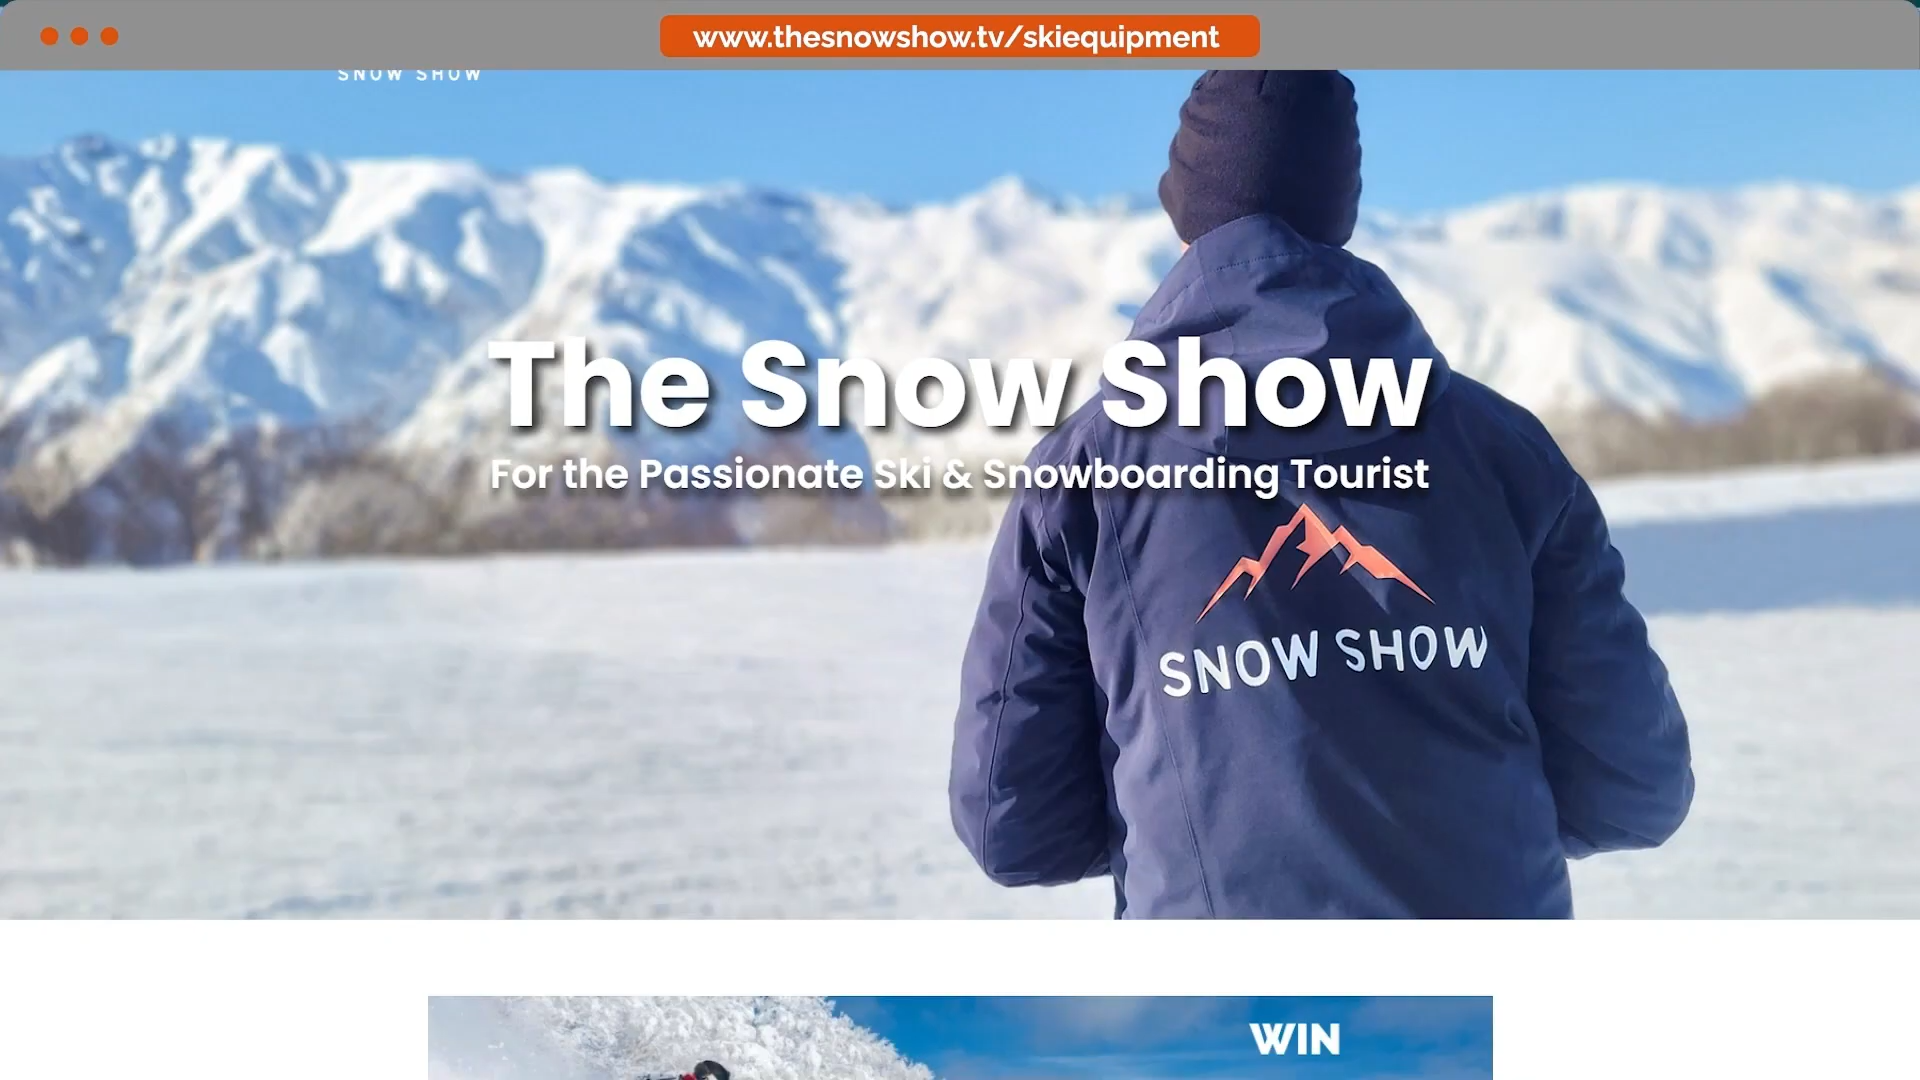 www.thesnowshow.tv/skiequipment
SNOW SHOW
The Snow Show
For the Passionate Ski & Snowboarding Tourist
SNOW SHOW
WIN